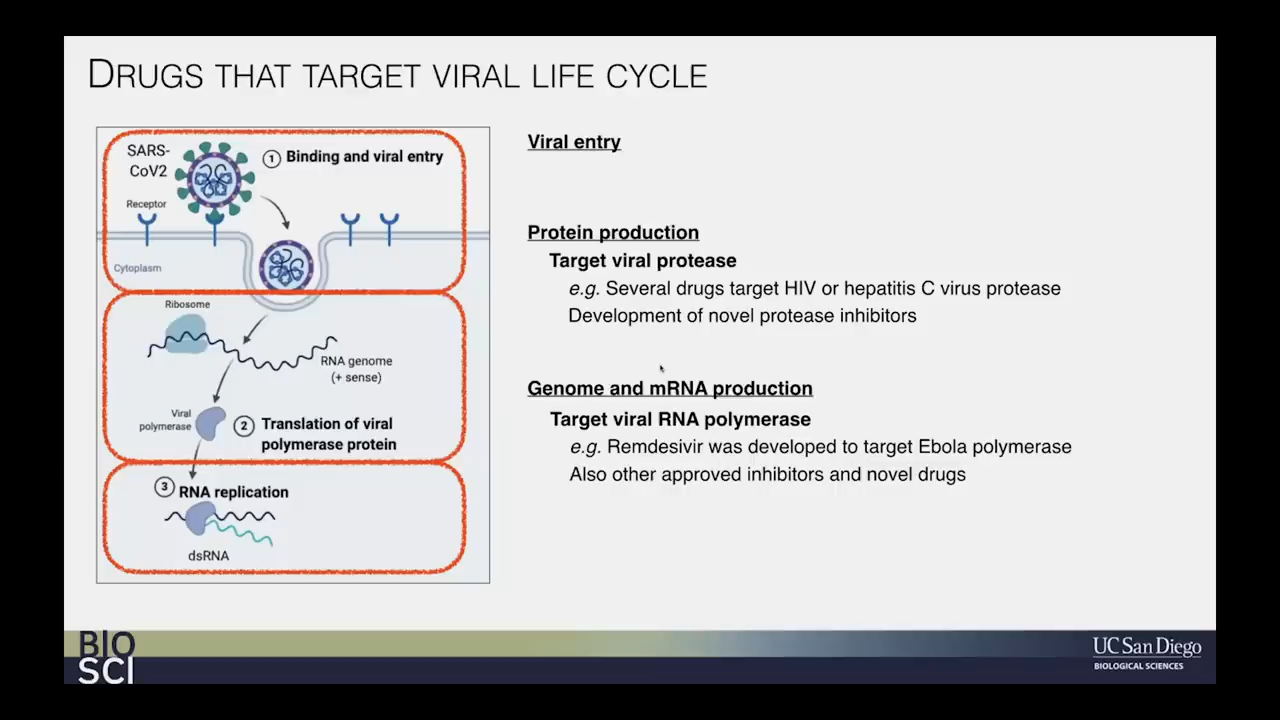 DRUGS THAT TARGET VIRAL LIFE CYCLE
SARS-
CoV2
1 Binding and viral entry
Receptor
Cytoplasm
Ribosome
RNA genome
(+ sense)
Viral
polymerase
2 Translation of viral
polymerase protein
3 RNA replication
dsRNA
Viral entry
Protein production
Target viral protease
e.g. Several drugs target HIV or hepatitis C virus protease
Development of novel protease inhibitors
Genome and mRNA production
Target viral RNA polymerase
e.g. Remdesivir was developed to target Ebola polymerase
Also other approved inhibitors and novel drugs
BIO
SCI
UC San Diego
BIOLOGICAL SCIENCES